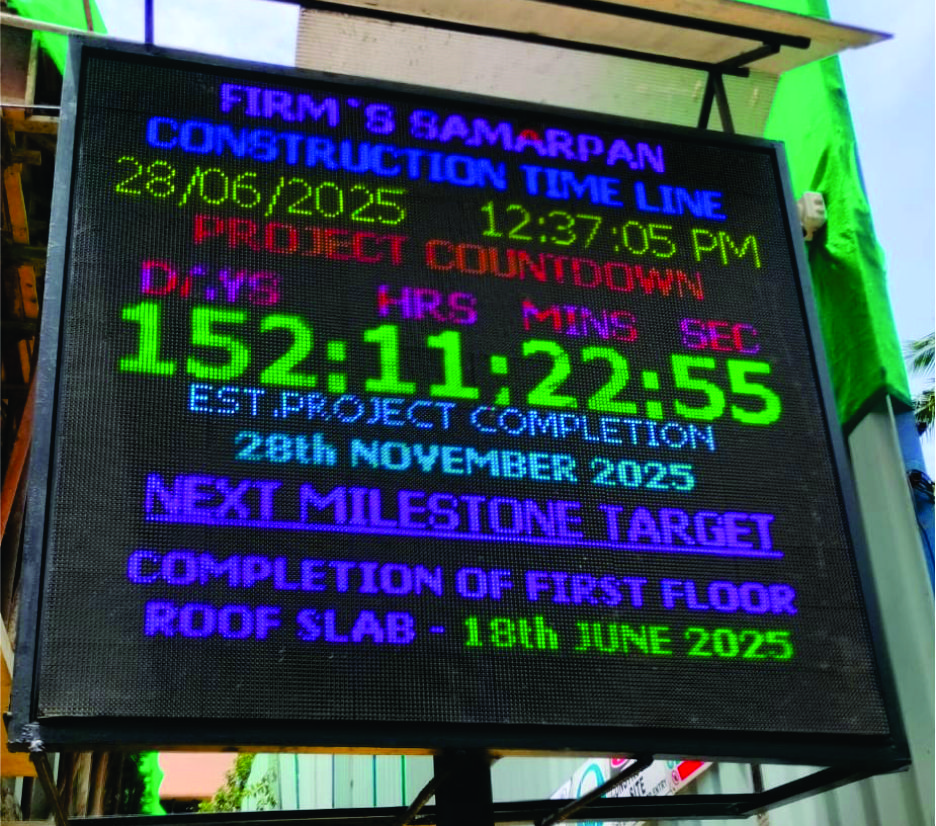 FIRM`S SAMARPAN
CONSTRUCTION TIME LINE
28/06/2025 12:37:05 PM
PROJECT COUNTDOWN
DAYS HRS MINS SEC
152:11:22:55
EST.PROJECT COMPLETION
28th NOVEMBER 2025
NEXT MILESTONE TARGET
COMPLETION OF FIRST FLOOR
ROOF SLAB - 18th JUNE 2025
SITE